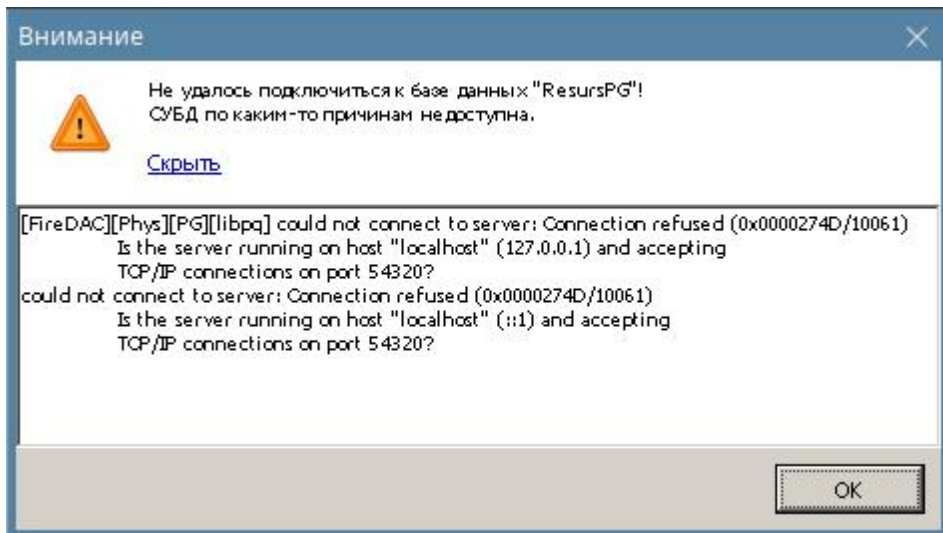 Внимание
Не удалось подключиться к базе данных "ResursPG"!
СУБД по каким-то причинам недоступна.
Скрыть
[FireDAC][Phys][PG][libpq] could not connect to server: Connection refused (0x0000274D/10061)
Is the server running on host "localhost" (127.0.0.1) and accepting
TCP/IP connections on port 54320?
could not connect to server: Connection refused (0x0000274D/10061)
Is the server running on host "localhost" (::1) and accepting
TCP/IP connections on port 54320?
OK